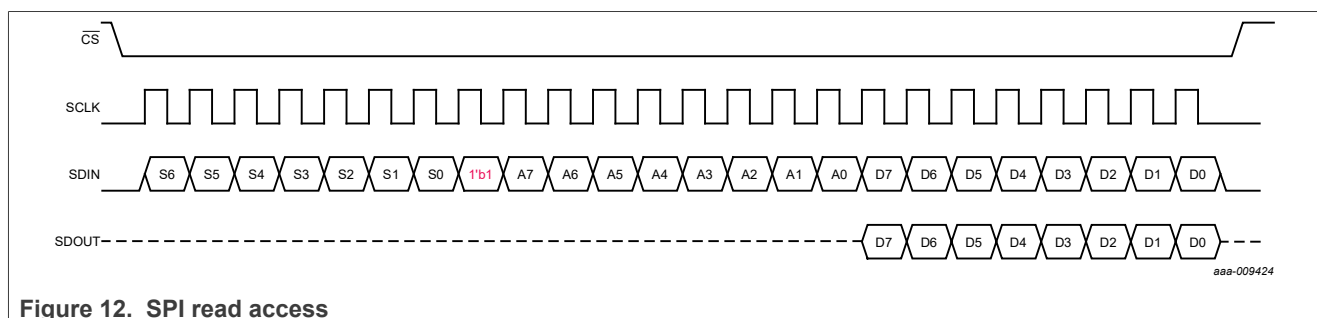 CS
SCLK
SDIN S6 S5 S4 S3 S2 S1 S0 1'b1 A7 A6 A5 A4 A3 A2 A1 A0 D7 D6 D5 D4 D3 D2 D1 D0
SDOUT D7 D6 D5 D4 D3 D2 D1 D0
aaa-009424
Figure 12. SPI read access